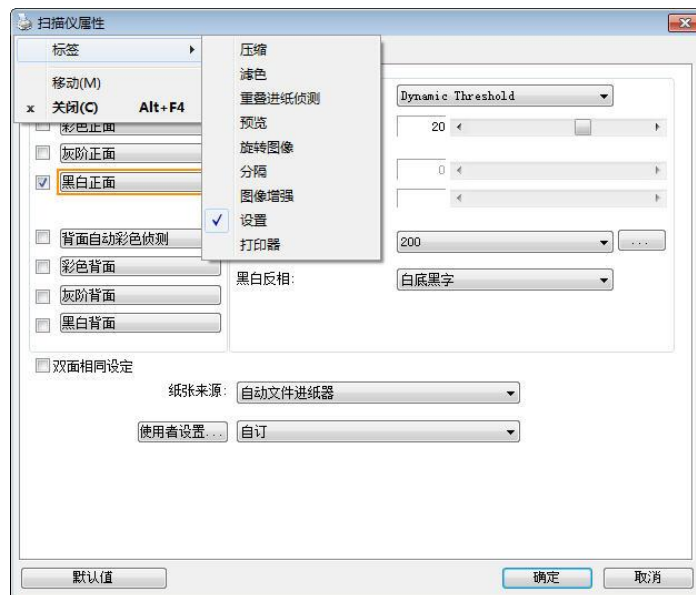 扫描仪属性
标签
移动(M)
x 关闭(C) Alt+F4
压缩
滤色
重叠进纸侦测
预览
旋转图像
分隔
图像增强
设置
打印器
彩色正面
灰阶正面
黑白正面
背面自动彩色侦测
彩色背面
灰阶背面
黑白背面
Dynamic Threshold
20
0
200
...
黑白反相:
白底黑字
双面相同设定
纸张来源:
自动文件进纸器
使用者设置...
自订
默认值
确定
取消